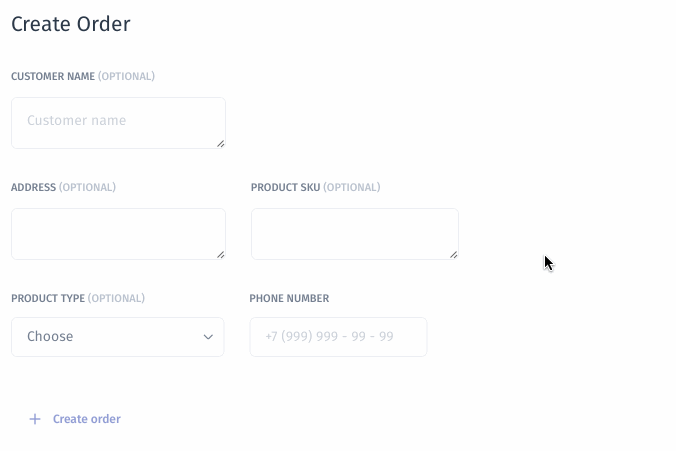 Create Order
CUSTOMER NAME (OPTIONAL)
Customer name
ADDRESS (OPTIONAL)
PRODUCT SKU (OPTIONAL)
PRODUCT TYPE (OPTIONAL)
PHONE NUMBER
Choose
+7 (999) 999 - 99 - 99
Create order